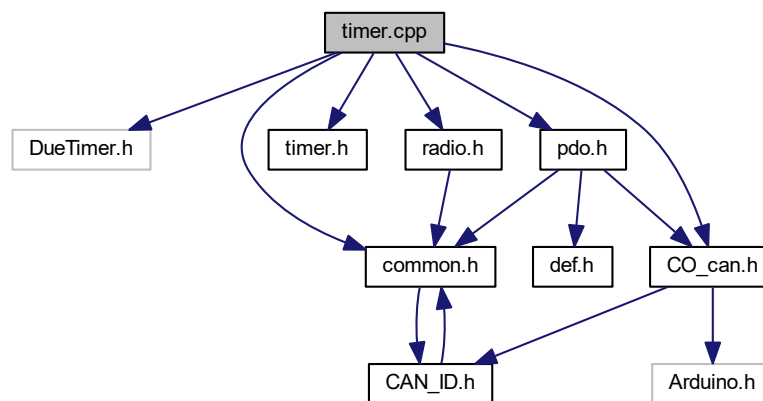 timer.cpp
DueTimer.h
timer.h
radio.h
pdo.h
common.h
def.h
CO_can.h
CAN_ID.h
Arduino.h